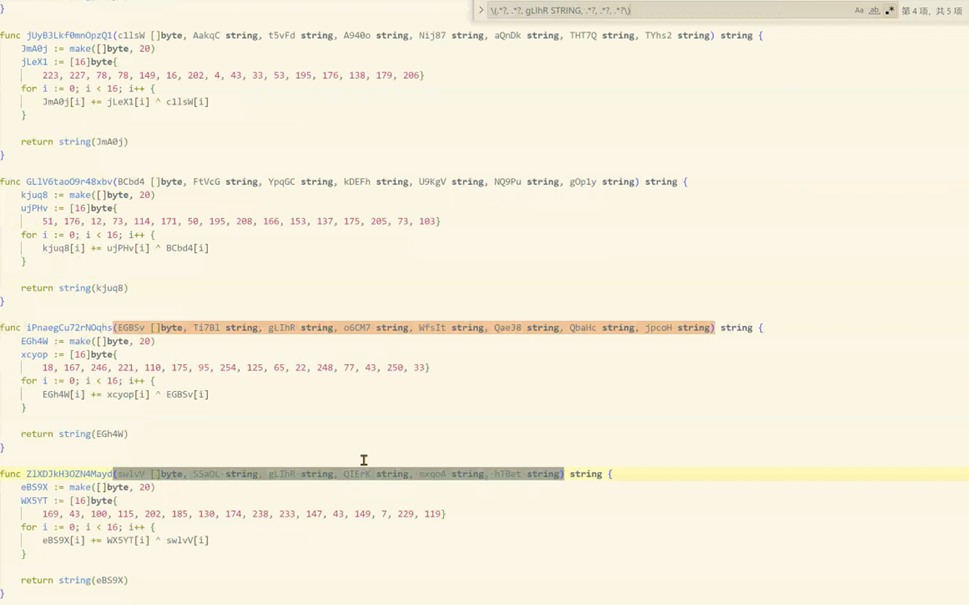 }
\(.*?, .*?, gLIhR STRING, .*?, .*?, .*?\)
Aa ab .* 第 4 项，共 5 项
func jUyB3Lkf0mnOpzQ1(c1lsW []byte, AakqC string, t5vFd string, A940o string, Nij87 string, aQnDk string, THT7Q string, TYhs2 string) string {
JmA0j := make([]byte, 20)
jLeX1 := [16]byte{
223, 227, 78, 78, 149, 16, 202, 4, 43, 33, 53, 195, 176, 138, 179, 206}
for i := 0; i < 16; i++ {
JmA0j[i] += jLeX1[i] ^ c1lsW[i]
}
return string(JmA0j)
}
func GLlV6taoO9r48xbv(BCbd4 []byte, FtVcG string, YpqGC string, kDEFh string, U9KgV string, NQ9Pu string, gOp1y string) string {
kjuq8 := make([]byte, 20)
ujPHv := [16]byte{
51, 176, 12, 73, 114, 171, 50, 195, 208, 166, 153, 137, 175, 205, 73, 103}
for i := 0; i < 16; i++ {
kjuq8[i] += ujPHv[i] ^ BCbd4[i]
}
return string(kjuq8)
}
func iPnaegCu72rNOqhs(EGBSv []byte, Ti7Bl string, gLIhR string, o6CM7 string, WfsIt string, QaeJ8 string, QbaHc string, jpcoH string) string {
EGh4W := make([]byte, 20)
xcyop := [16]byte{
18, 167, 246, 221, 110, 175, 95, 254, 125, 65, 22, 248, 77, 43, 250, 33}
for i := 0; i < 16; i++ {
EGh4W[i] += xcyop[i] ^ EGBSv[i]
}
return string(EGh4W)
}
func ZlXDJkH3OZN4Mayd(swlvV []byte, SSaOL string, gLIhR string, QIErK string, mxqoA string, hTBet string) string {
eBS9X := make([]byte, 20)
WX5YT := [16]byte{
169, 43, 100, 115, 202, 185, 130, 174, 238, 233, 147, 43, 149, 7, 229, 119}
for i := 0; i < 16; i++ {
eBS9X[i] += WX5YT[i] ^ swlvV[i]
}
return string(eBS9X)
}